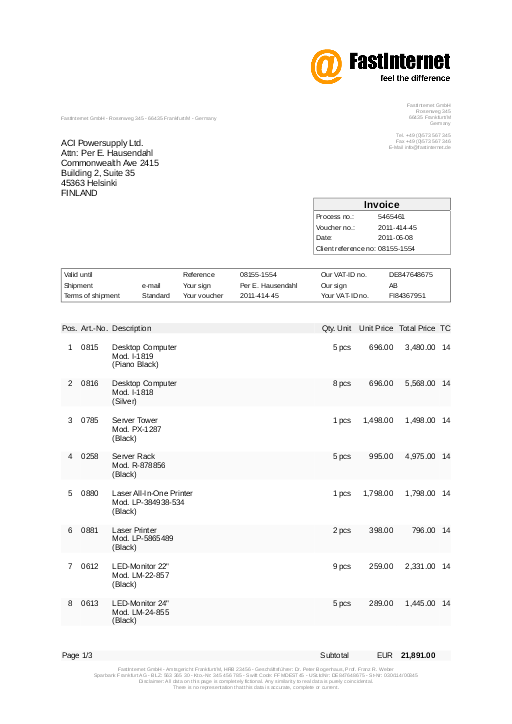 @ FastInternet
feel the difference
FastInternet GmbH
Rosenweg 345
86425 Frankfurt/M
Germany
FastInternet GmbH - Rosenweg 345 - 86425 Frankfurt/M - Germany
Tel. +49 (0)573 567 345
Fax +49 (0)573 567 346
E-Mail info@fastinter.de
ACI Powersupply Ltd.
Attn: Per E. Hausendahl
Commonwealth Ave 2415
Building 2, Suite 35
45363 Helsinki
FINLAND
Invoice
Process no.: 5465461
Voucher no.: 2011-414-45
Date: 2011-06-08
Client reference no: 08155-1554
Valid until Reference 08155-1554 Our VAT-ID no. DE847648675
Shipment e-mail Your sign Per E. Hausendahl Our sign AB
Terms of shipment Standard Your voucher 2011-414-45 Your VAT-ID no. FI84367951
Pos. Art.-No. Description Qty. Unit Unit Price Total Price TC
1 0815 Desktop Computer 5 pcs 696.00 3,480.00 14
Mod. I-1819
(Piano Black)
2 0816 Desktop Computer 8 pcs 696.00 5,568.00 14
Mod. I-1818
(Silver)
3 0785 Server Tower 1 pcs 1,498.00 1,498.00 14
Mod. PX-1287
(Black)
4 0258 Server Rack 5 pcs 995.00 4,975.00 14
Mod. R-878856
(Black)
5 0880 Laser All-In-One Printer 1 pcs 1,798.00 1,798.00 14
Mod. LP-384938-534
(Black)
6 0881 Laser Printer 2 pcs 398.00 796.00 14
Mod. LP-5865489
(Black)
7 0612 LED-Monitor 22" 9 pcs 259.00 2,331.00 14
Mod. LM-22-857
(Black)
8 0613 LED-Monitor 24" 5 pcs 289.00 1,445.00 14
Mod. LM-24-855
(Black)
Page 1/3 Subtotal EUR 21,891.00
FastInternet GmbH - Amtsgericht Frankfurt/M, HRB 23456 - Geschäftsführer: Dr. Peter Bogenhaus, Prof. Franz R. Weber
Sparbank Frankfurt AG - BLZ: 553 365 39 - Kto.-Nr: 345 456 785 - Swift Code: FFMDEST45 - USt-IdNr: DE847648675 - St-Nr:
Disclaimer: All data on this page is completely fictional. Any similarity to real data is purely coincidental.
There is no representation that this data is accurate, complete or current.